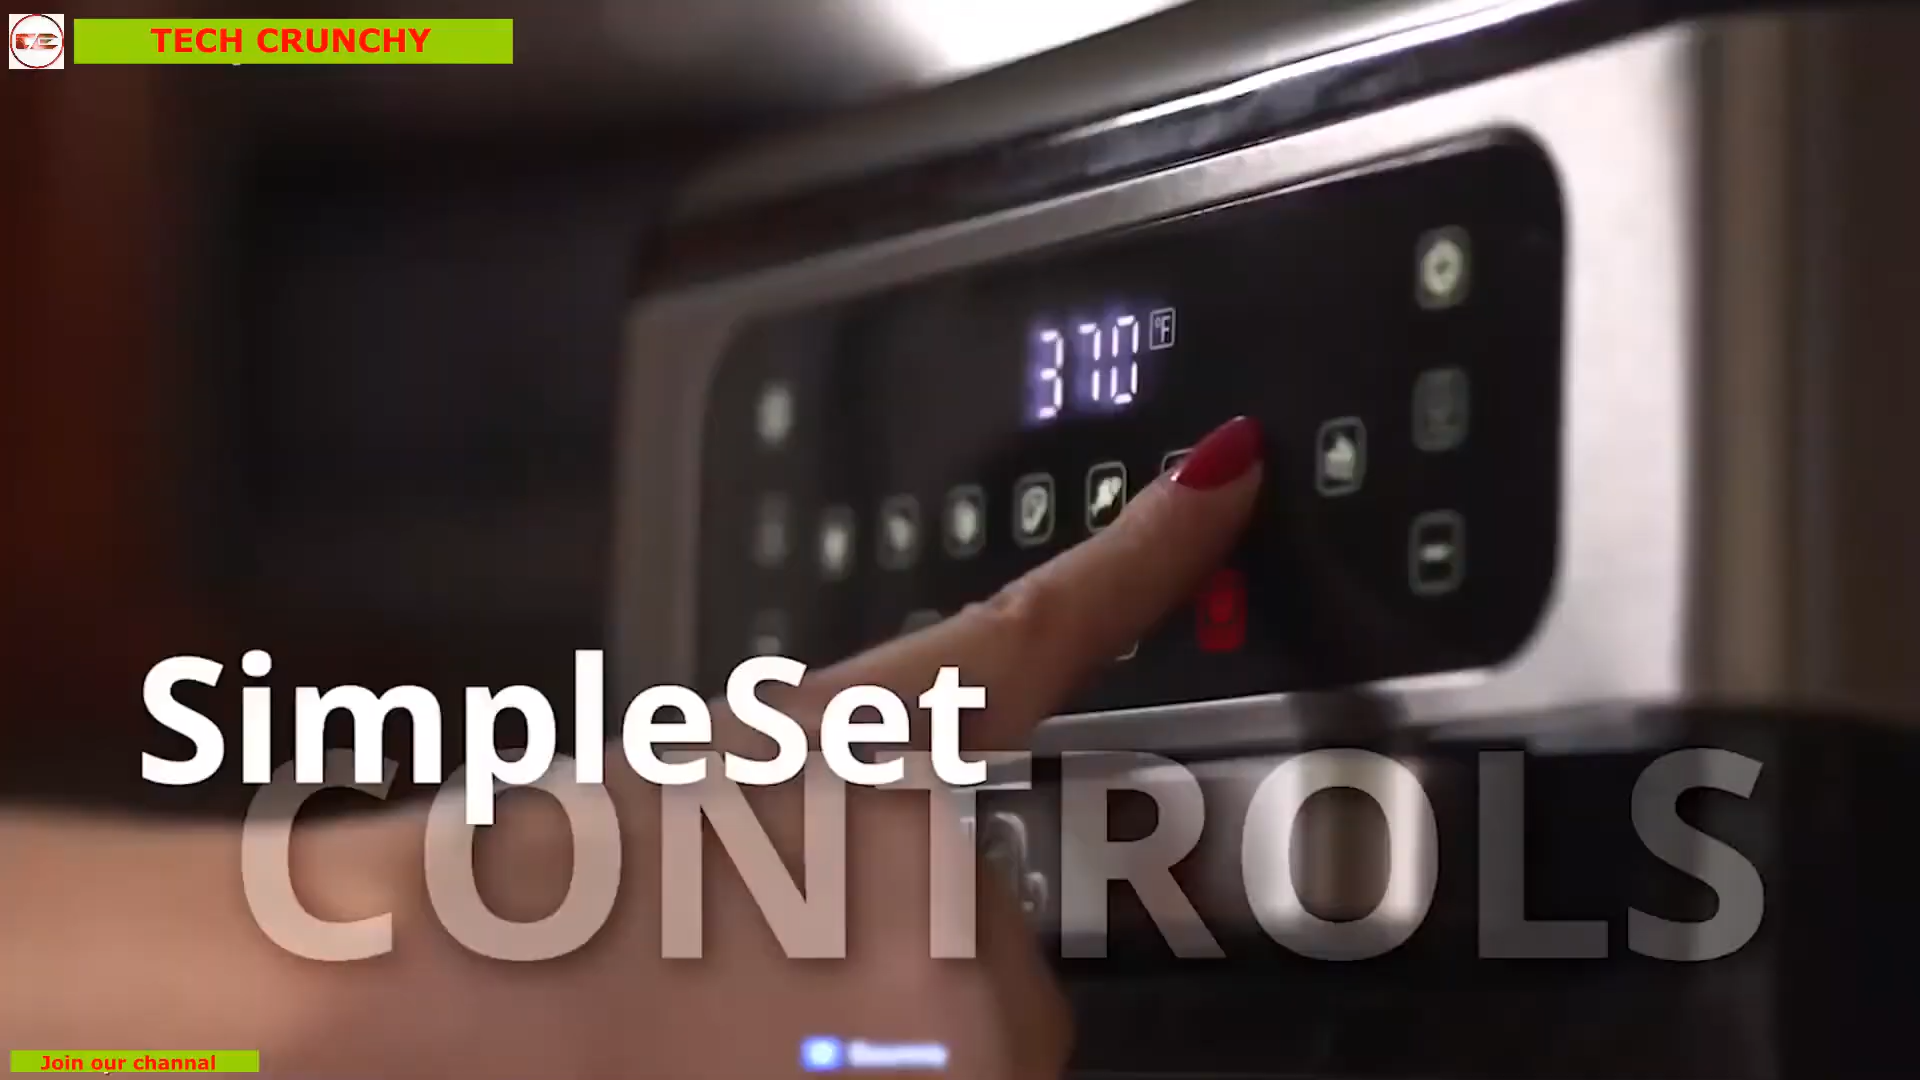 TECH CRUNCHY
370 °F
SimpleSet
CONTROLS
Join our channal